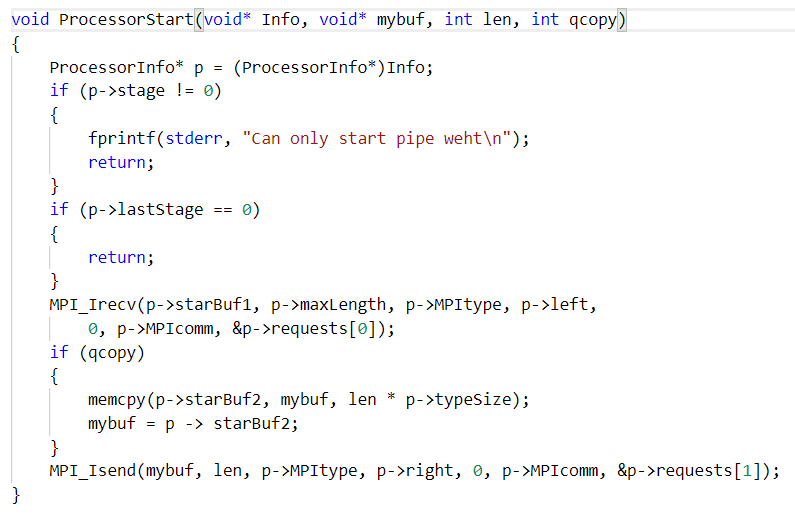 void ProcessorStart(void* Info, void* mybuf, int len, int qcopy)
{
    ProcessorInfo* p = (ProcessorInfo*)Info;
    if (p->stage != 0)
    {
        fprintf(stderr, "Can only start pipe weht\n");
        return;
    }
    if (p->lastStage == 0)
    {
        return;
    }
    MPI_Irecv(p->starBuf1, p->maxLength, p->MPItype, p->left,
        0, p->MPIcomm, &p->requests[0]);
    if (qcopy)
    {
        memcpy(p->starBuf2, mybuf, len * p->typeSize);
        mybuf = p -> starBuf2;
    }
    MPI_Isend(mybuf, len, p->MPItype, p->right, 0, p->MPIcomm, &p->requests[1]);
}